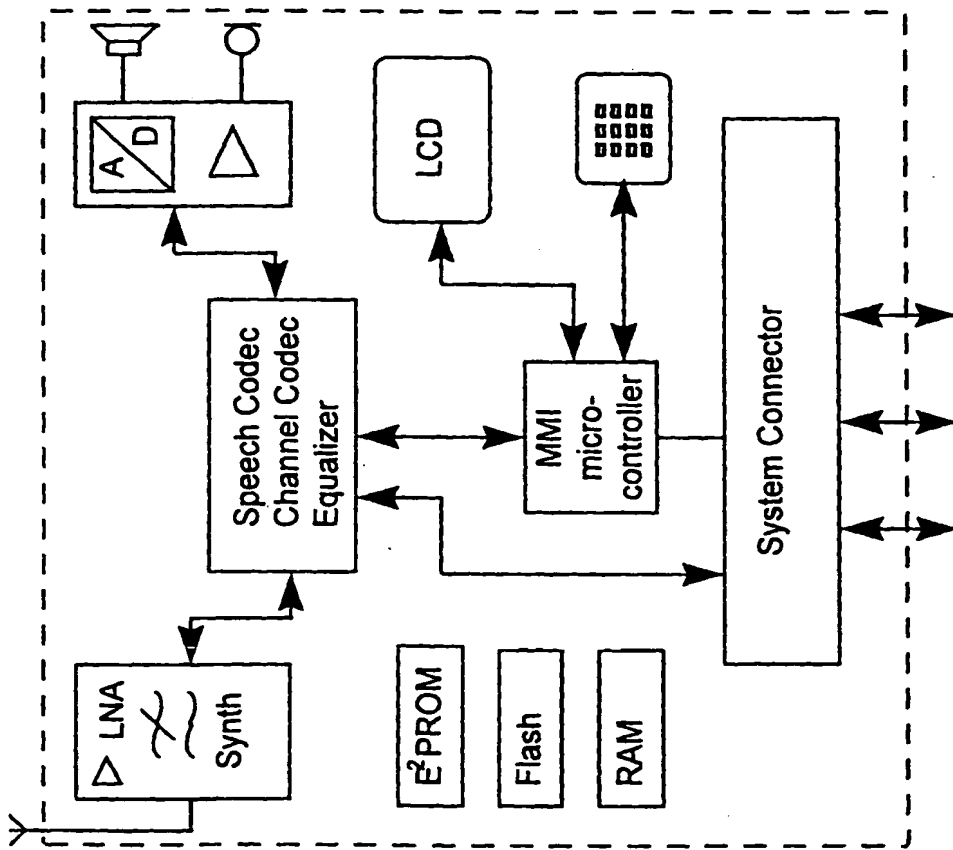 LNA
Synth
Speech Codec
Channel Codec
Equalizer
A
D
E²PROM
Flash
RAM
MMI
micro-
controller
LCD
System Connector